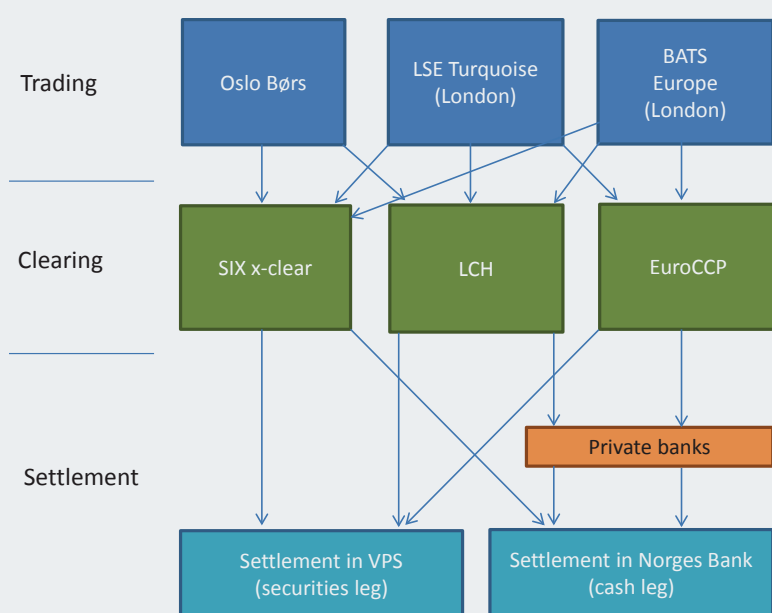 Trading
Oslo Børs
LSE Turquoise
(London)
BATS
Europe
(London)
Clearing
SIX x-clear
LCH
EuroCCP
Settlement
Private banks
Settlement in VPS
(securities leg)
Settlement in Norges Bank
(cash leg)